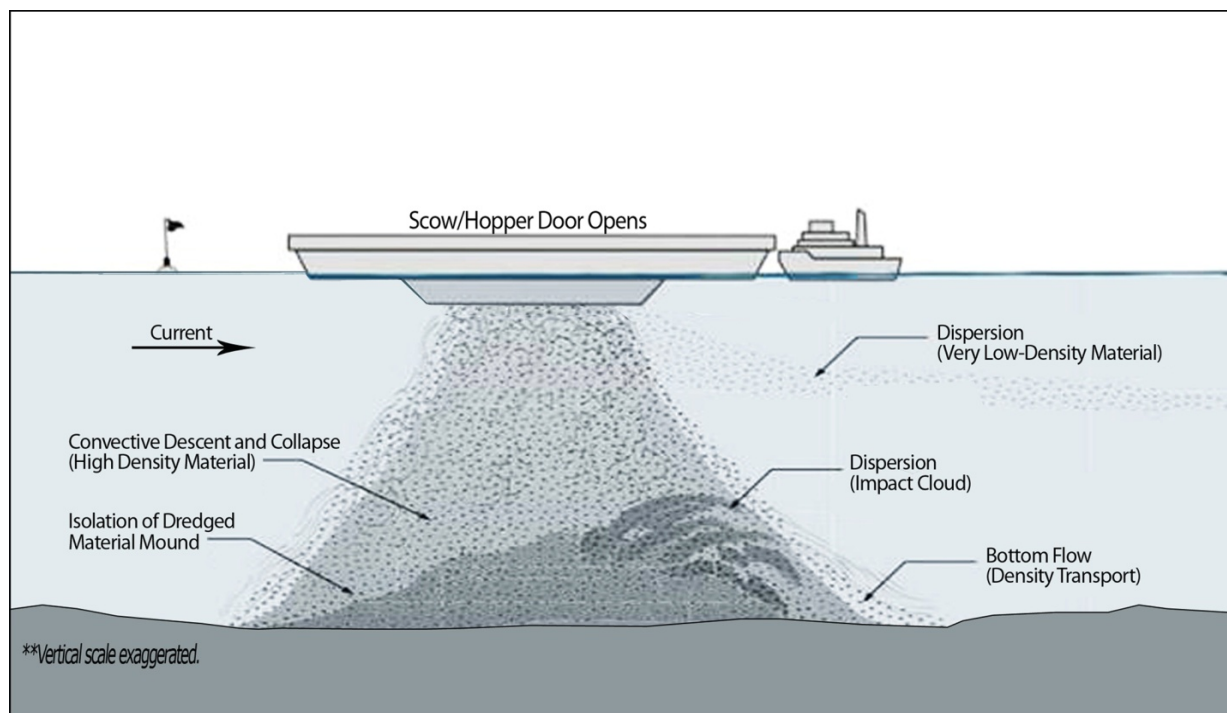 Scow/Hopper Door Opens
Current
Dispersion
(Very Low-Density Material)
Convective Descent and Collapse
(High Density Material)
Dispersion
(Impact Cloud)
Isolation of Dredged
Material Mound
Bottom Flow
(Density Transport)
**Vertical scale exaggerated.